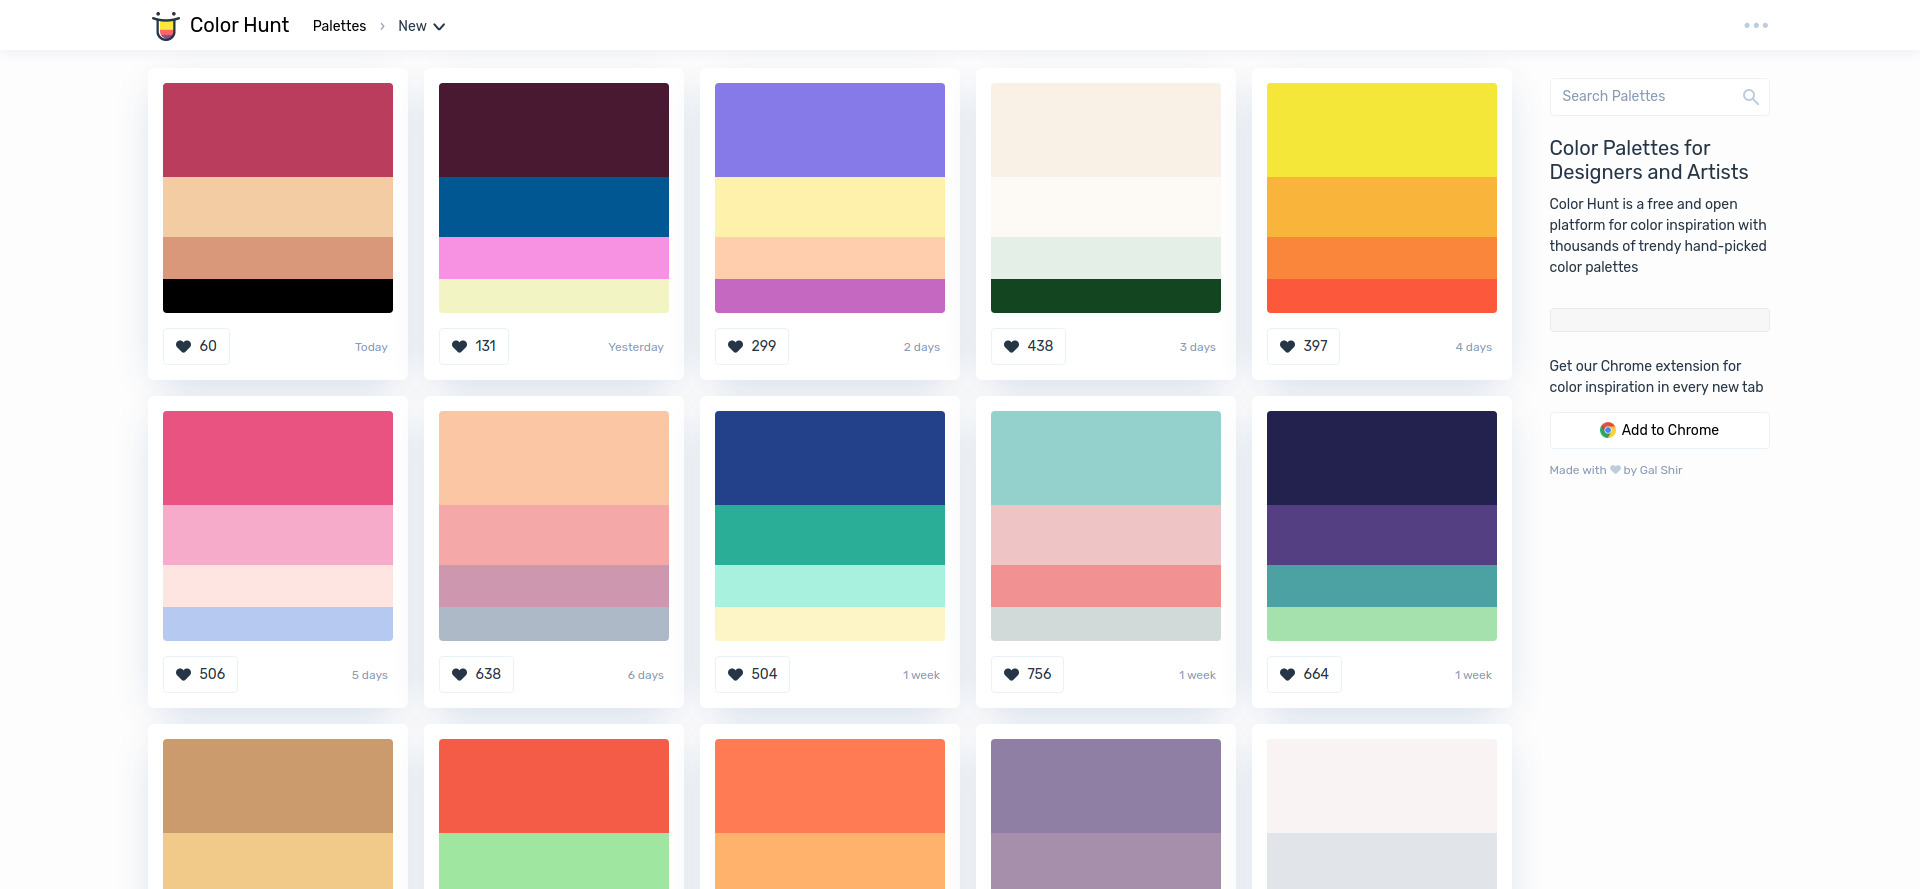 Color Hunt
Palettes › New
60 Today
131 Yesterday
299 2 days
438 3 days
397 4 days
506 5 days
638 6 days
504 1 week
756 1 week
664 1 week
Search Palettes
Color Palettes for
Designers and Artists
Color Hunt is a free and open
platform for color inspiration with
thousands of trendy hand-picked
color palettes
Get our Chrome extension for
color inspiration in every new tab
Add to Chrome
Made with ♥ by Gal Shir